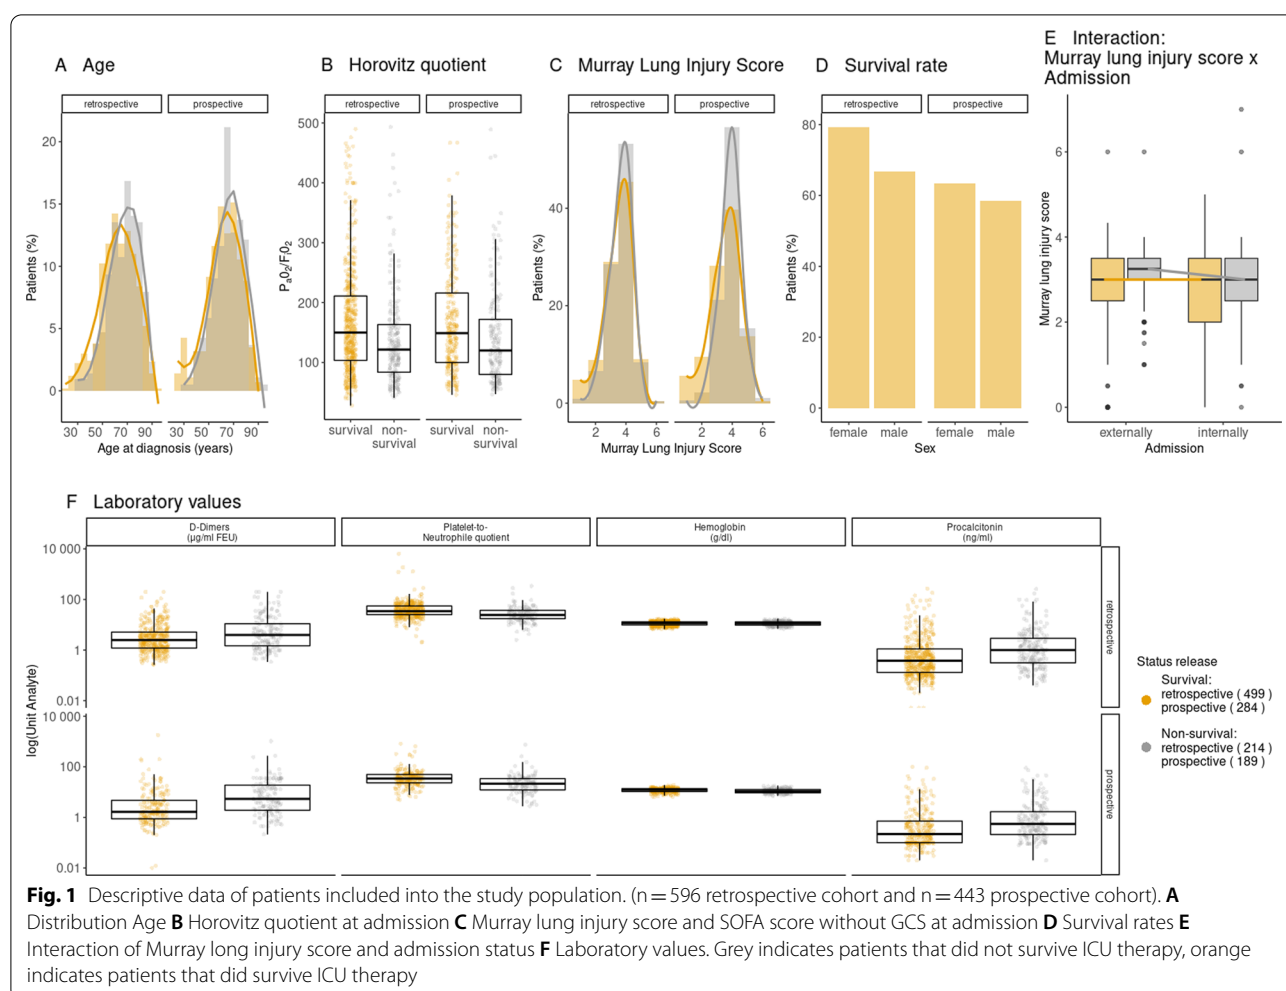 A Age
retrospective
prospective
Patients (%)
20
15
10
5
0
30 50 70 90
30 50 70 90
Age at diagnosis (years)
B Horovitz quotient
retrospective
prospective
PaO2/FiO2
500
400
300
200
100
survival
non-
survival
survival
non-
survival
C Murray Lung Injury Score
retrospective
prospective
Patients (%)
40
20
0
2 4 6
2 4 6
Murray Lung Injury Score
D Survival rate
retrospective
prospective
Patients (%)
80
60
40
20
0
female male
female male
Sex
E Interaction:
Murray lung injury score x
Admission
Murray lung injury score
6
4
2
0
externally internally
Admission
F Laboratory values
D-Dimers
(µg/ml FEU)
Platelet-to-
Neutrophile quotient
Hemoglobin
(g/dl)
Procalcitonin
(ng/ml)
log(Unit Analyte)
10 000
100
1
0.01
retrospective
10 000
100
1
0.01
prospective
Status release
Survival:
retrospective ( 499 )
prospective ( 284 )
Non-survival:
retrospective ( 214 )
prospective ( 189 )
Fig. 1 Descriptive data of patients included into the study population. (n = 596 retrospective cohort and n = 443 prospective cohort). A
Distribution Age B Horovitz quotient at admission C Murray lung injury score and SOFA score without GCS at admission D Survival rates E
Interaction of Murray long injury score and admission status F Laboratory values. Grey indicates patients that did not survive ICU therapy, orange
indicates patients that did survive ICU therapy